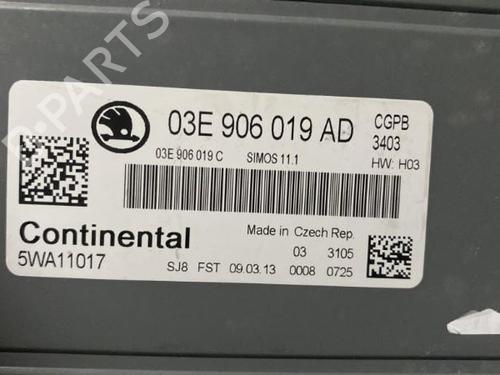 03E 906 019 AD
CGPB
3403
HW: H03
03E 906 019 C SIMOS 11.1
Continental
5WA11017
Made in Czech Rep.
03 3105
SJ8 FST 09.03.13 0008 0725
PARTS